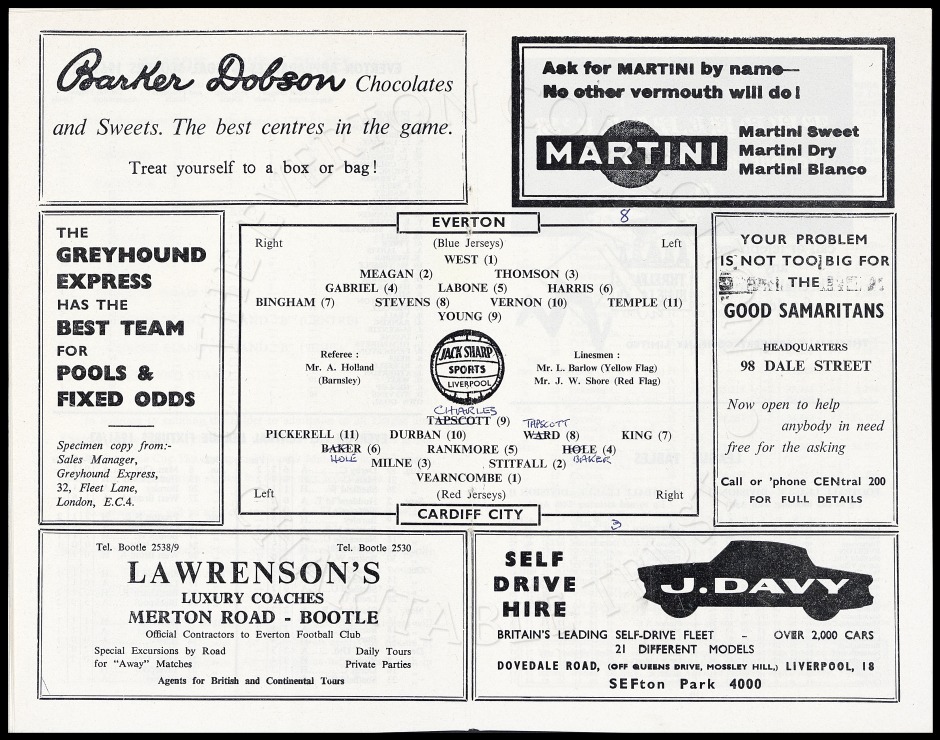 Barker Dobson Chocolates
and Sweets. The best centres in the game.
Treat yourself to a box or bag!
Ask for MARTINI by name—
No other vermouth will do!
MARTINI
Martini Sweet
Martini Dry
Martini Bianco
THE
GREYHOUND
EXPRESS
HAS THE
BEST TEAM
FOR
POOLS &
FIXED ODDS
Specimen copy from:-
Sales Manager,
Greyhound Express,
32, Fleet Lane,
London, E.C.4.
8
EVERTON
Right (Blue Jerseys) Left
WEST (1)
MEAGAN (2) THOMSON (3)
GABRIEL (4) LABONE (5) HARRIS (6)
BINGHAM (7) STEVENS (8) VERNON (10) TEMPLE (11)
YOUNG (9)
Referee :
Mr. A. Holland
(Barnsley)
JACK SHARP
SPORTS
LIVERPOOL
Linesmen :
Mr. L. Barlow (Yellow Flag)
Mr. J. W. Shore (Red Flag)
CHARLES
TAPSCOTT (9) TAPSCOTT
PICKERELL (11) DURBAN (10) WARD (8) KING (7)
BAKER (6) RANKMORE (5) HOLE (4)
HOLE BAKER
MILNE (3) STITFALL (2)
VEARNCOMBE (1)
Left (Red Jerseys) Right
CARDIFF CITY
3
YOUR PROBLEM
IS NOT TOO BIG FOR
THE
GOOD SAMARITANS
HEADQUARTERS
98 DALE STREET
Now open to help
anybody in need
free for the asking
Call or 'phone CENtral 200
FOR FULL DETAILS
Tel. Bootle 2538/9 Tel. Bootle 2530
LAWRENSON'S
LUXURY COACHES
MERTON ROAD - BOOTLE
Official Contractors to Everton Football Club
Special Excursions by Road Daily Tours
for "Away" Matches Private Parties
Agents for British and Continental Tours
SELF
DRIVE
HIRE
J. DAVY
BRITAIN'S LEADING SELF-DRIVE FLEET – OVER 2,000 CARS
21 DIFFERENT MODELS
DOVEDALE ROAD, (OFF QUEENS DRIVE, MOSSLEY HILL,) LIVERPOOL, 18
SEFton Park 4000